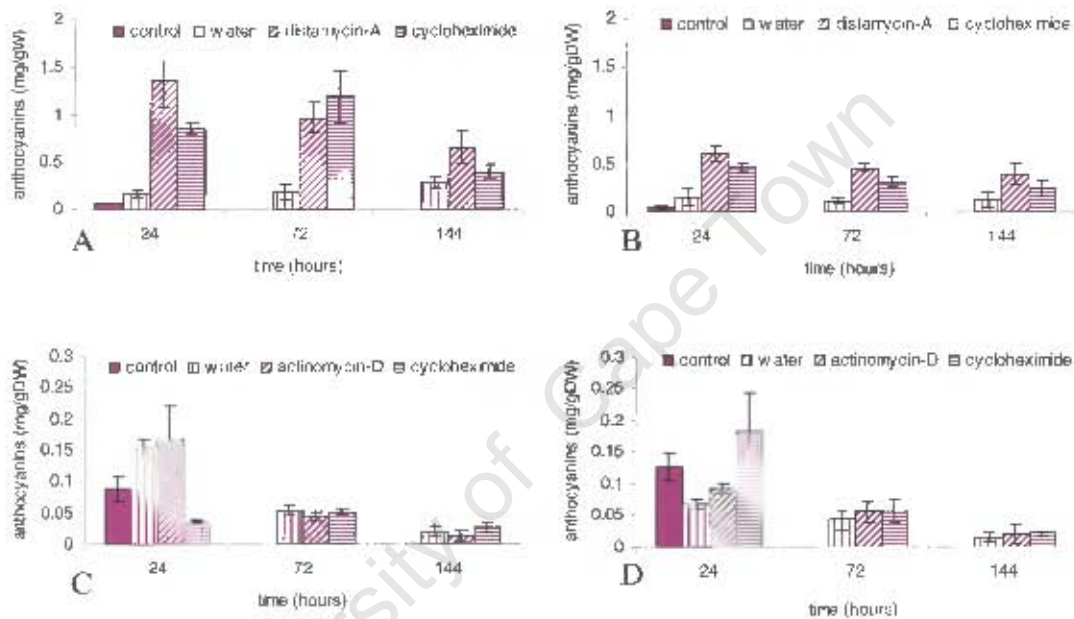 control water distamycin-A cycloheximide
anthocyanins (mg/gW)
2
1.5
1
0.5
0
24 72 144
time (hours)
A
control water distamycin-A cycloheximide
anthocyanins (mg/gDW)
2
1.5
1
0.5
0
24 72 144
time (hours)
B
control water actinomycin-D cycloheximide
anthocyanins (mg/gDW)
0.3
0.25
0.2
0.15
0.1
0.05
0
24 72 144
time (hours)
C
control water actinomycin-D cycloheximide
anthocyanins (mg/gDW)
0.3
0.25
0.2
0.15
0.1
0.05
0
24 72 144
time (hours)
D
ersity of Cape Town